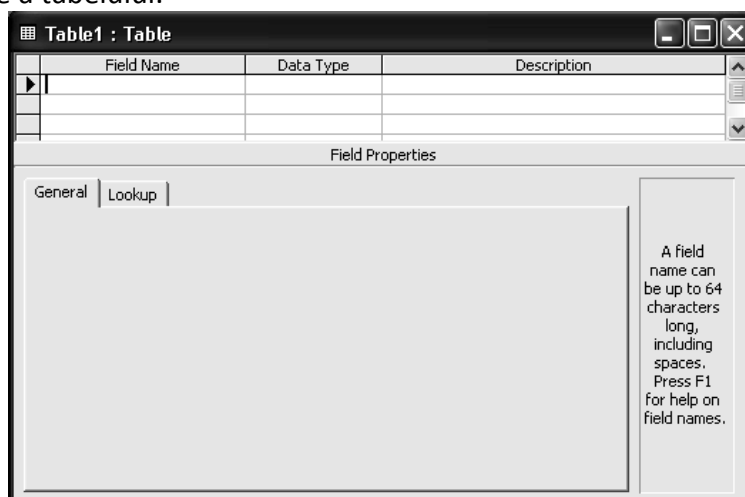 a tabelului.
Table1 : Table
Field Name Data Type Description
Field Properties
General Lookup
A field
name can
be up to 64
characters
long,
including
spaces.
Press F1
for help on
field names.